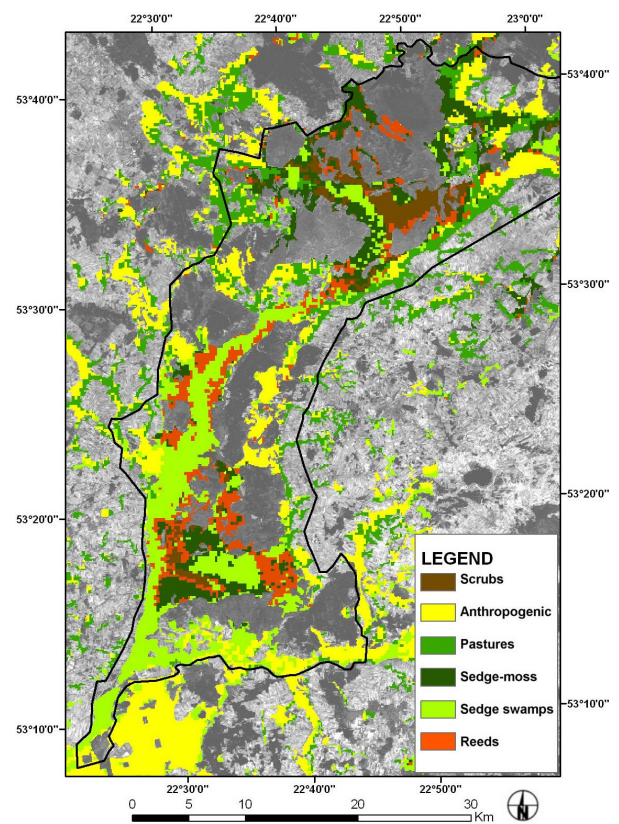 22°30'0" 22°40'0" 22°50'0" 23°0'0"
53°40'0" 53°40'0"
53°30'0" 53°30'0"
53°20'0" 53°20'0"
53°10'0" 53°10'0"
LEGEND
Scrubs
Anthropogenic
Pastures
Sedge-moss
Sedge swamps
Reeds
22°30'0" 22°40'0" 22°50'0"
0 5 10 20 30
Km
N